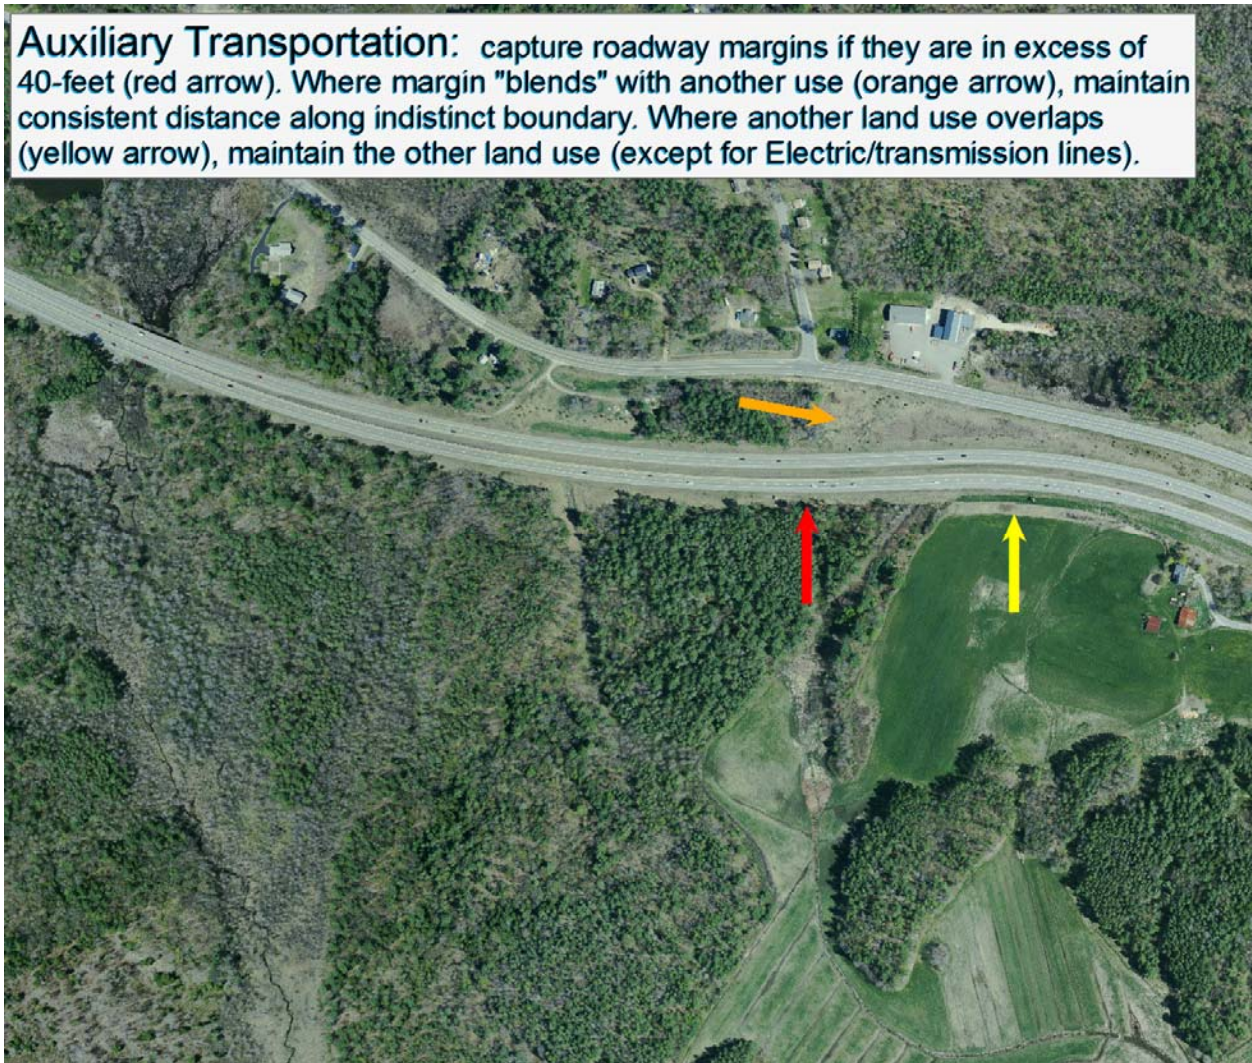 Auxiliary Transportation: capture roadway margins if they are in excess of
40-feet (red arrow). Where margin "blends" with another use (orange arrow), maintain
consistent distance along indistinct boundary. Where another land use overlaps
(yellow arrow), maintain the other land use (except for Electric/transmission lines).